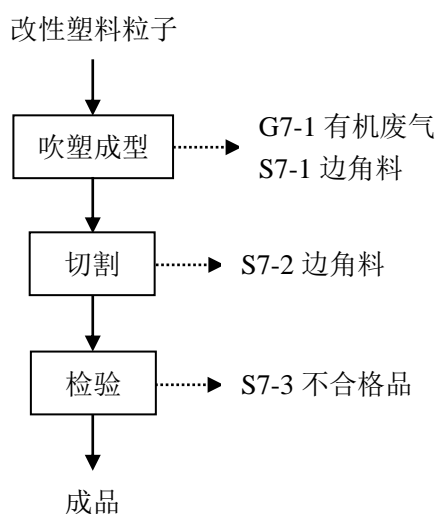 改性塑料粒子
吹塑成型
G7-1 有机废气
S7-1 边角料
切割
S7-2 边角料
检验
S7-3 不合格品
成品